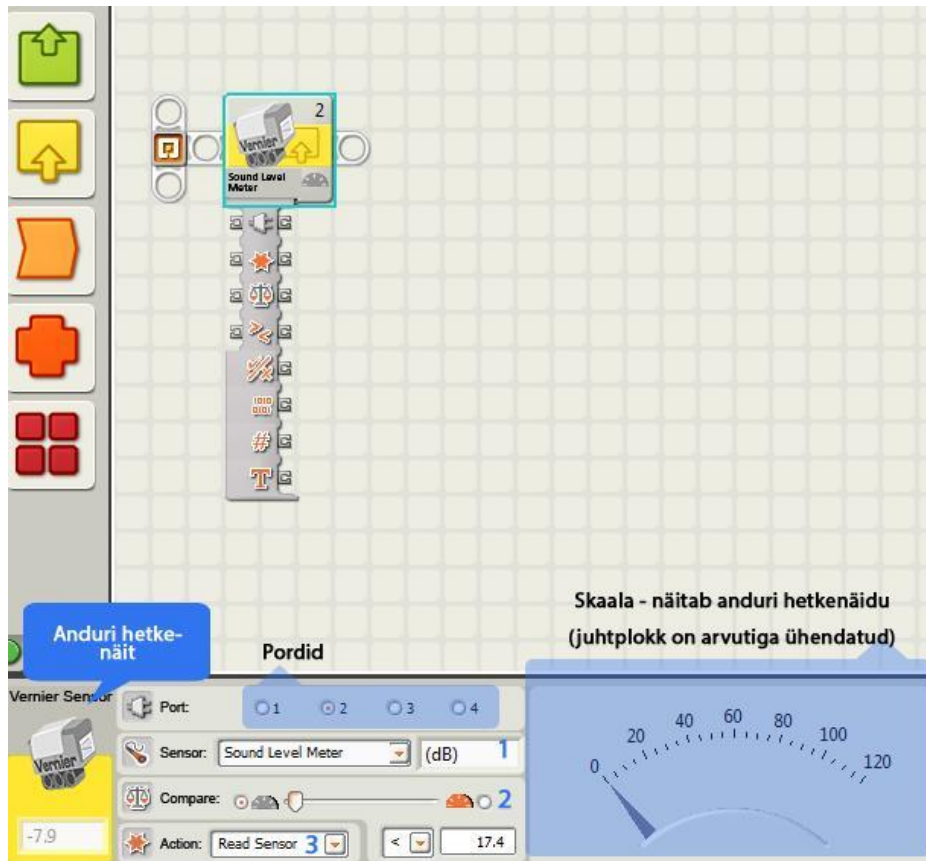 2
Vernier
Sound Level
Meter
#
T
Skaala - näitab anduri hetkenäidu
(juhtplokk on arvutiga ühendatud)
Anduri hetke-
näit
Pordid
Vernier Sensor
Port: 1 2 3 4
Sensor: Sound Level Meter (dB) 1
Compare: 2
Action: Read Sensor 3 < 17.4
Vernier
-7.9
0 20 40 60 80 100 120